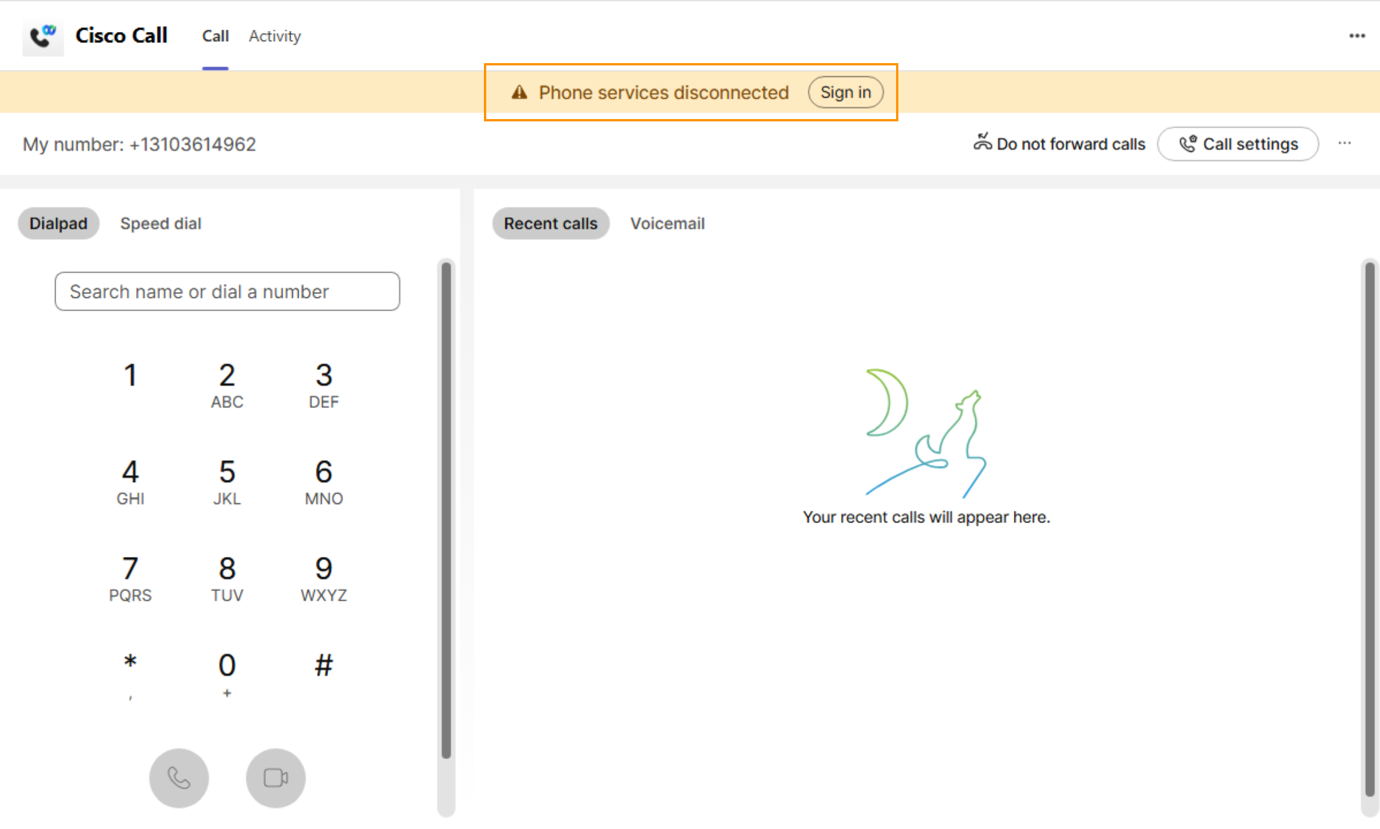 Cisco Call Call Activity ...
Phone services disconnected Sign in
My number: +13103614962 Do not forward calls Call settings ...
Dialpad Speed dial Recent calls Voicemail
Search name or dial a number
1 2 3
ABC DEF
4 5 6
GHI JKL MNO
Your recent calls will appear here.
7 8 9
PQRS TUV WXYZ
* 0 #
, +